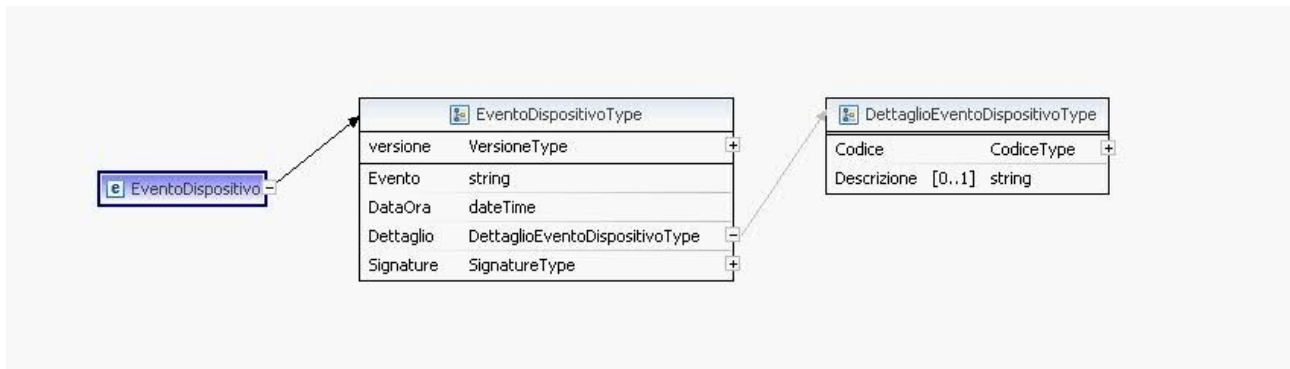 EventoDispositivo
EventoDispositivoType
versione VersioneType
Evento string
DataOra dateTime
Dettaglio DettaglioEventoDispositivoType
Signature SignatureType
DettaglioEventoDispositivoType
Codice CodiceType
Descrizione [0..1] string